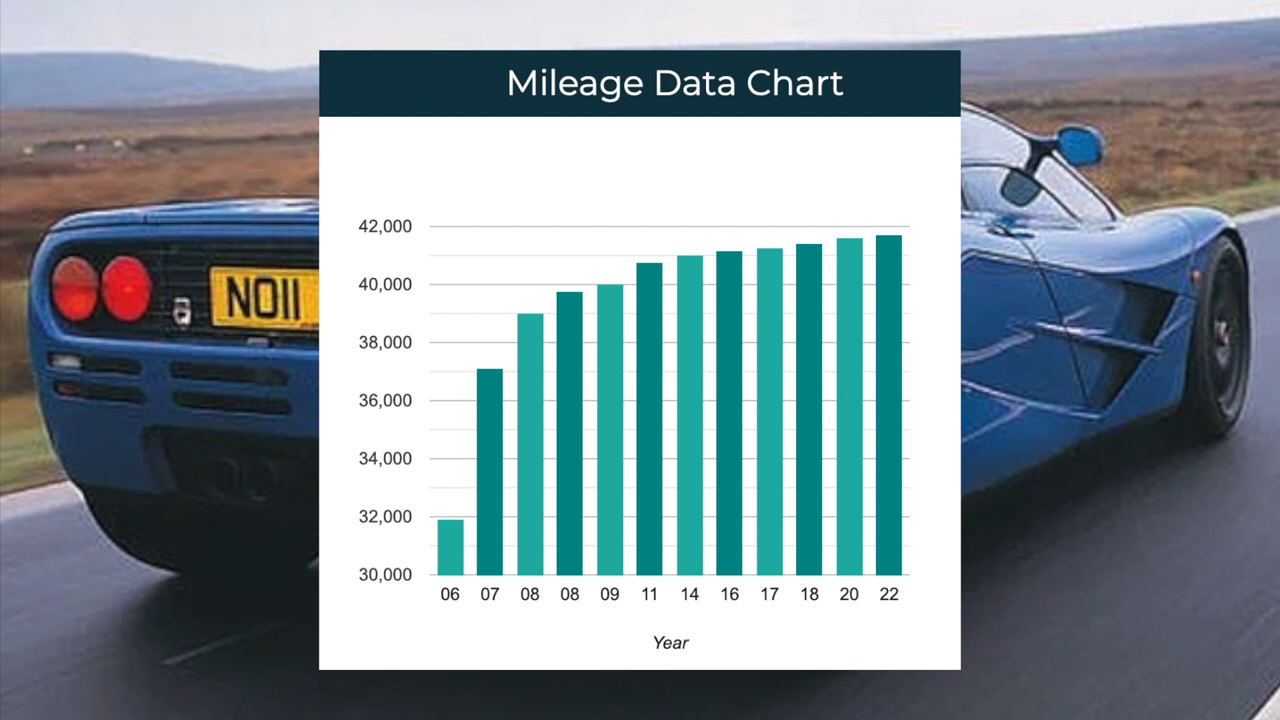 Mileage Data Chart
NO11
42,000
40,000
38,000
36,000
34,000
32,000
30,000
06 07 08 08 09 11 14 16 17 18 20 22
Year